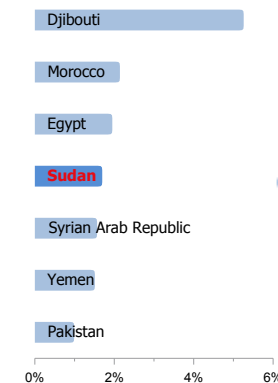 Djibouti
Morocco
Egypt
Sudan
Syrian Arab Republic
Yemen
Pakistan
0% 2% 4% 6%